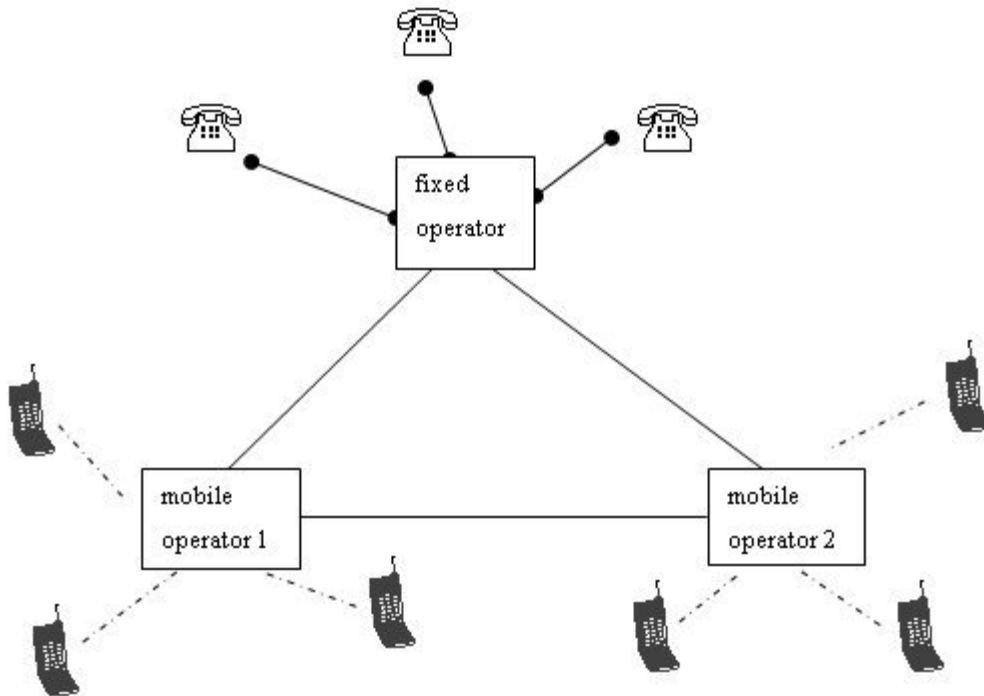 fixed
operator
mobile
operator 1
mobile
operator 2